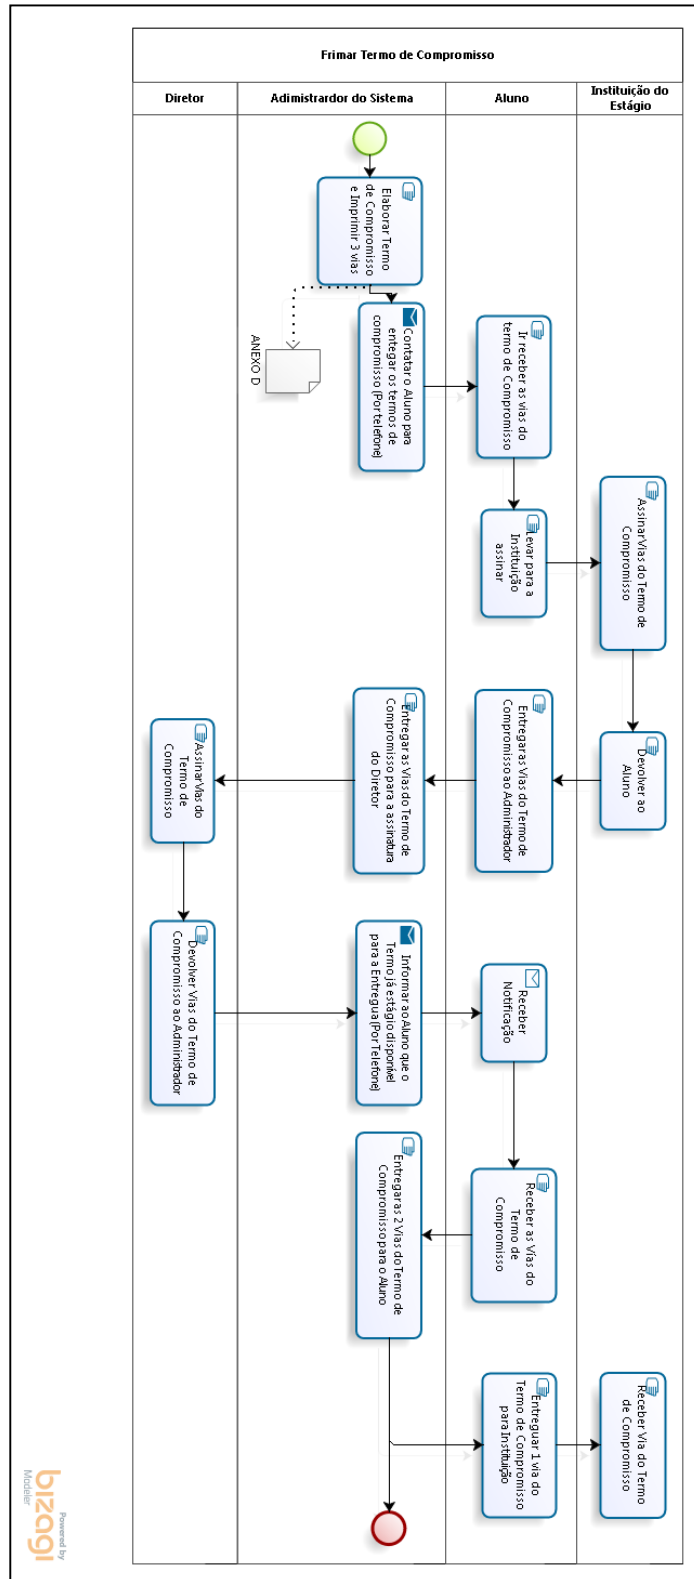 Frimar Termo de Compromisso
Diretor
Adimistrardor do Sistema
Aluno
Instituição do
Estágio
Elaborar Termo
de Compromisso
e Imprimir 3 vias
ANEXO D
Contatar o Aluno para
entegar os termos de
compromisso (Por telefone)
Ir receber as vias do
termo de Compromisso
Levar para a
Instituição
assinar
Assinar Vias do Termo de
Compromisso
Devolver ao
Aluno
Entregar as Vias do Termo de
Compromisso ao Administrador
Entregar as Vias do Termo de
Compromisso para a assinatura
do Diretor
Assinar Vias do
Termo de
Compromisso
Devolver Vias do Termo de
Compromisso ao Administrador
Informar ao Aluno que o
Termo já estágio disponível
para a Entregua (Por Telefone)
Receber
Notificação
Receber as Vías do
Termo de
Compromisso
Entregar as 2 Vias do Termo de
Compromisso para o Aluno
Entreguar 1 via do
Termo de Compromisso
para Instituição
Receber Via do Termo
de Compromisso
Powered by
bizagi
Modeler